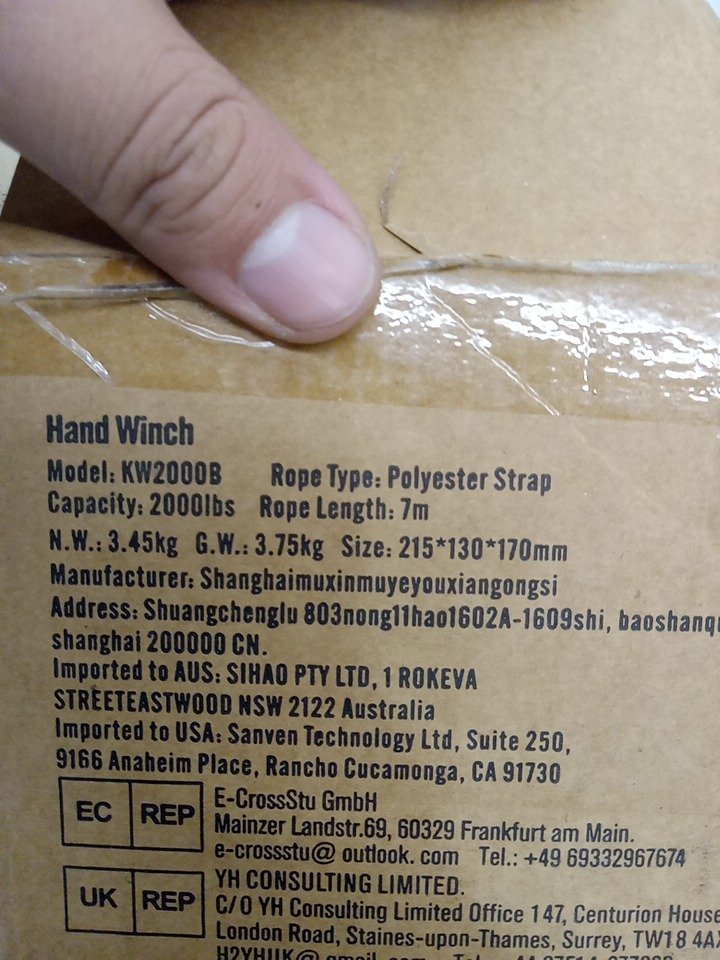 Hand Winch
Model: KW2000B Rope Type: Polyester Strap
Capacity: 2000lbs Rope Length: 7m
N.W.: 3.45kg G.W.: 3.75kg Size: 215*130*170mm
Manufacturer: Shanghaimuxinmuyeyouxiangongsi
Address: Shuangchenglu 803nong11hao1602A-1609shi,
shanghai 200000 CN.
Imported to AUS: SIHAO PTY LTD, 1 ROKEVA
STREETEASTWOOD NSW 2122 Australia
Imported to USA: Sanven Technology Ltd, Suite 250,
9166 Anaheim Place, Rancho Cucamonga, CA 91730
EC REP
E-CrossStu GmbH
Mainzer Landstr.69, 60329 Frankfurt am Main.
e-crossstu@ outlook. com Tel.: +49 69332967674
UK REP
YH CONSULTING LIMITED.
C/O YH Consulting Limited Office 147, Centurion House
London Road, Staines-upon-Thames, Surrey, TW18